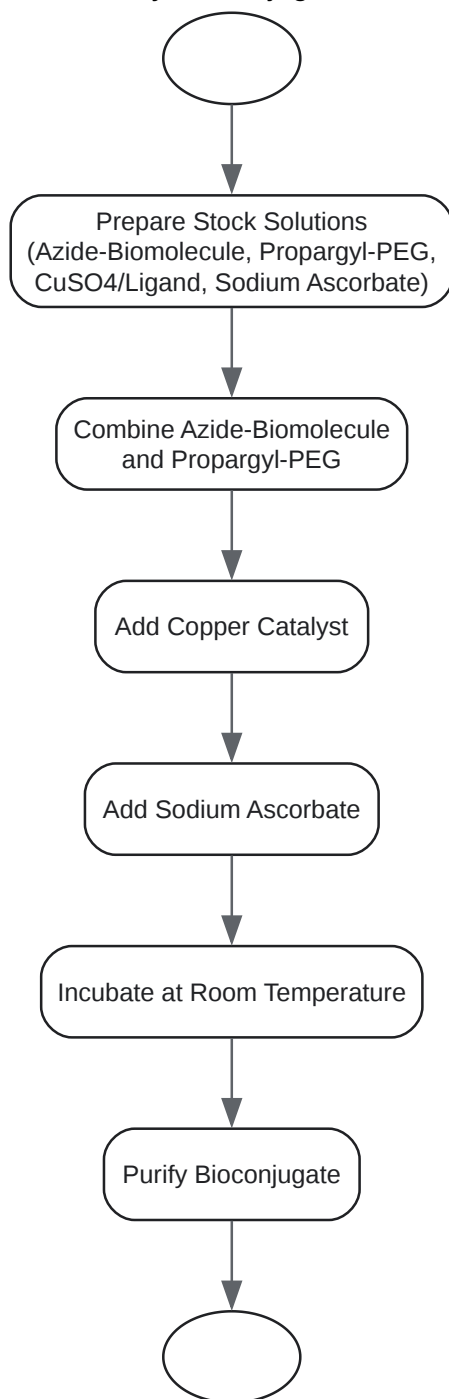 Prepare Stock Solutions
(Azide-Biomolecule, Propargyl-PEG,
CuSO4/Ligand, Sodium Ascorbate)
Combine Azide-Biomolecule
and Propargyl-PEG
Add Copper Catalyst
Add Sodium Ascorbate
Incubate at Room Temperature
Purify Bioconjugate